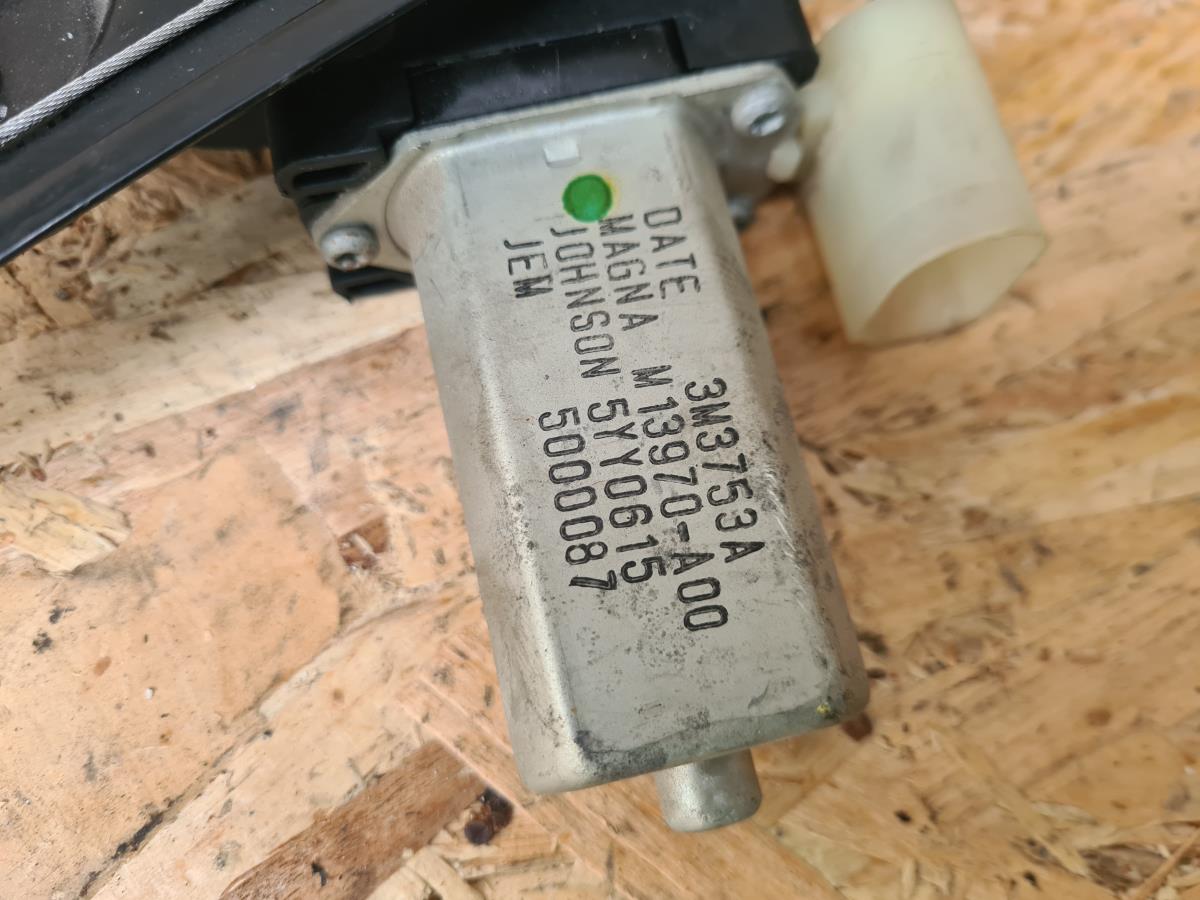 DATE 3M3753A
MAGNA M13970-A00
JOHNSON 5YY0615
JEM 5000087